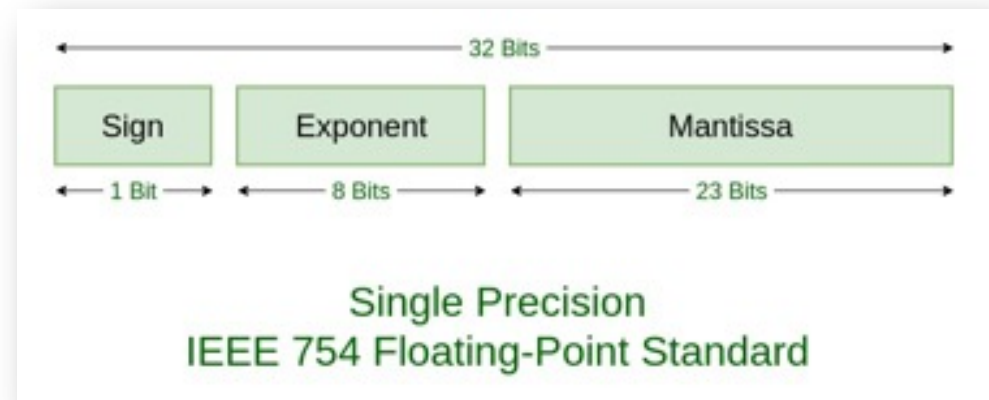 32 Bits
Sign Exponent Mantissa
1 Bit 8 Bits 23 Bits
Single Precision
IEEE 754 Floating-Point Standard